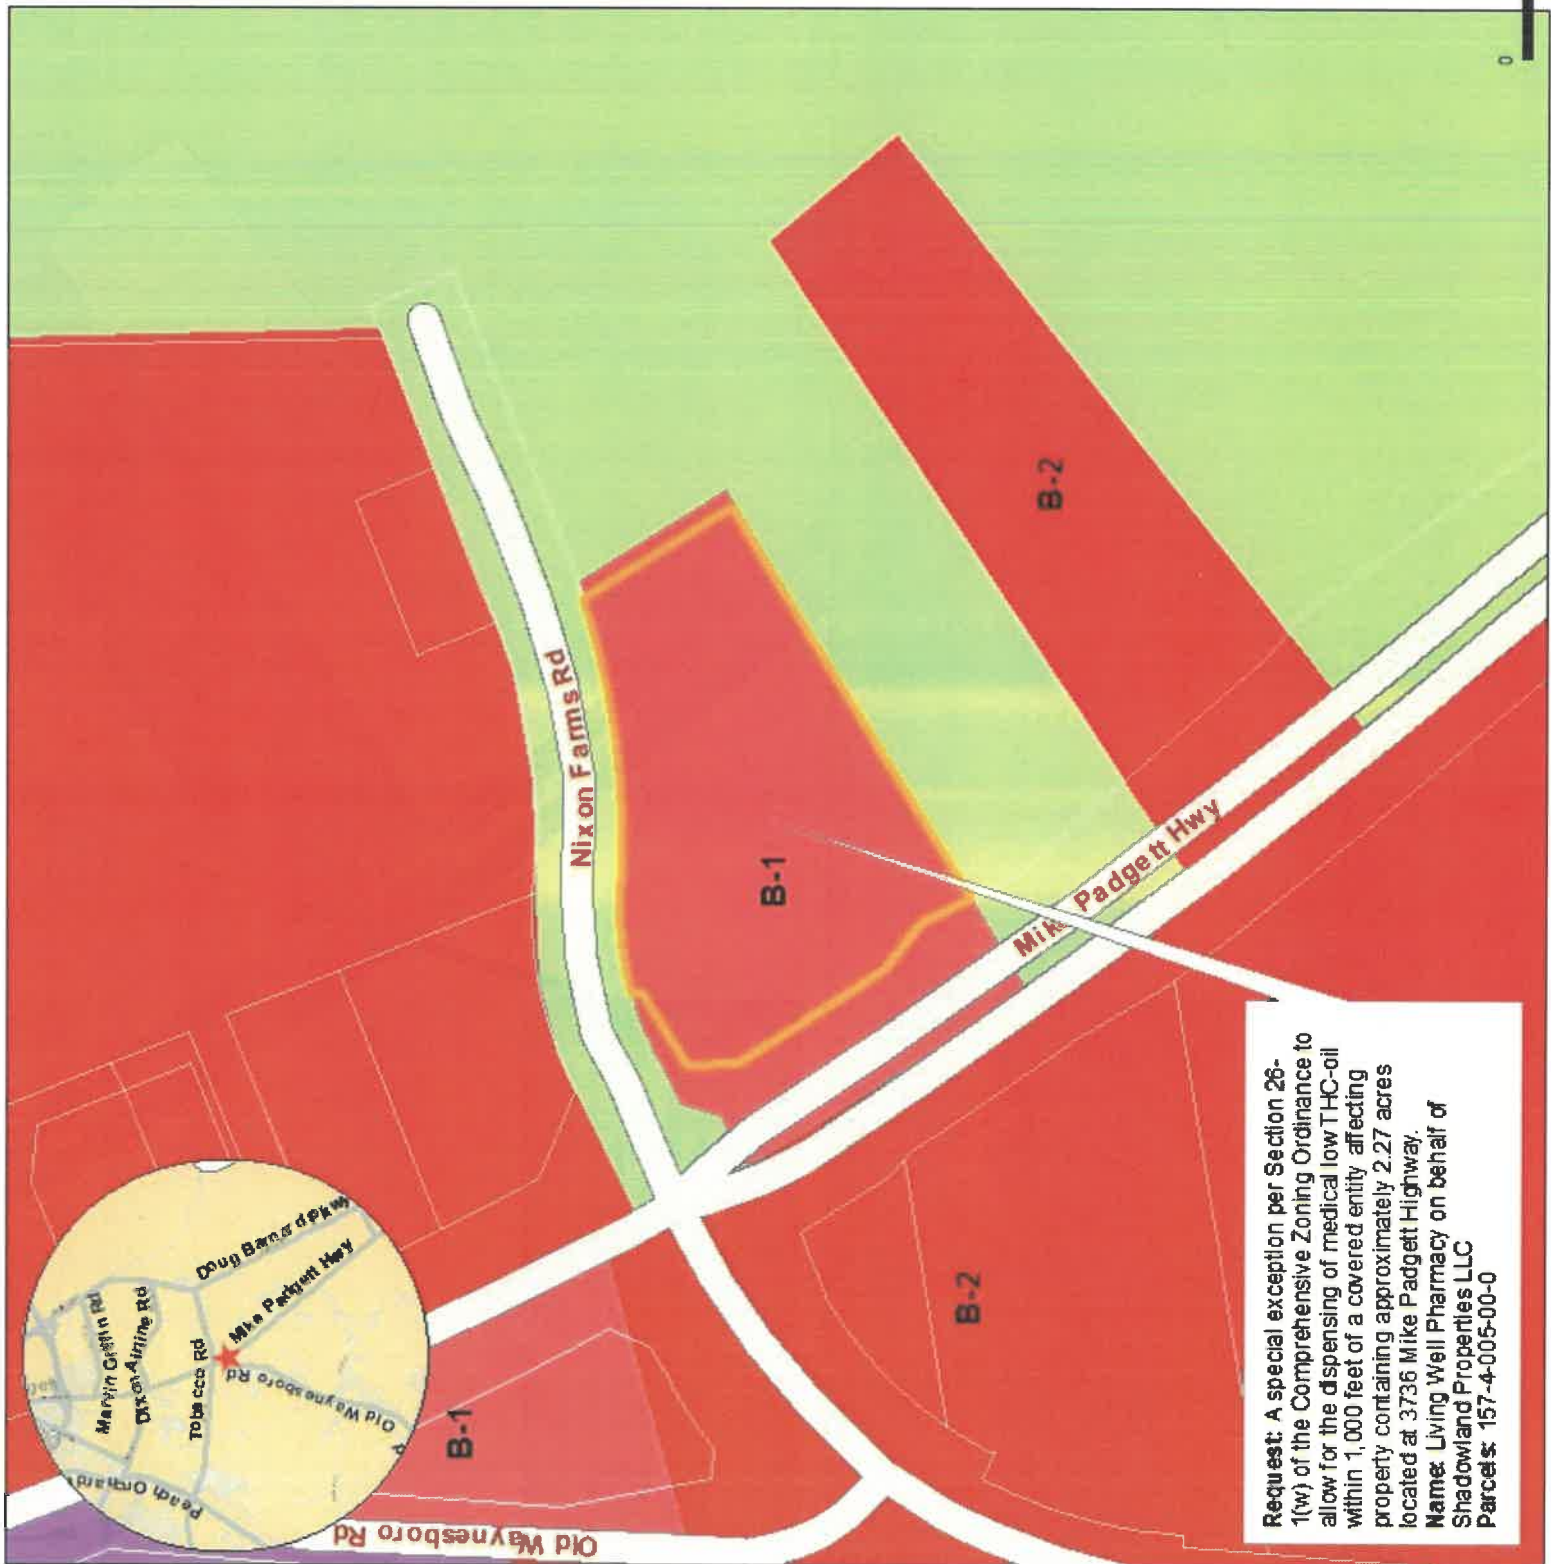 Marvin Griffin Rd
Dixon Airline Rd
Doug Barnard Pkwy
Tobacco Rd
Mike Padgett Hwy
Old Waynesboro Rd
Peach Orchard
Nixon Farms Rd
Mike Padgett Hwy
Old Waynesboro Rd
B-1
B-1
B-2
B-2
0
Request: A special exception per Section 26-
1(w) of the Comprehensive Zoning Ordinance to
allow for the dispensing of medical low THC-oil
within 1,000 feet of a covered entity affecting
property containing approximately 2.27 acres
located at 3736 Mike Padgett Highway.
Name: Living Well Pharmacy on behalf of
Shadowland Properties LLC
Parcels: 157-4-005-00-0